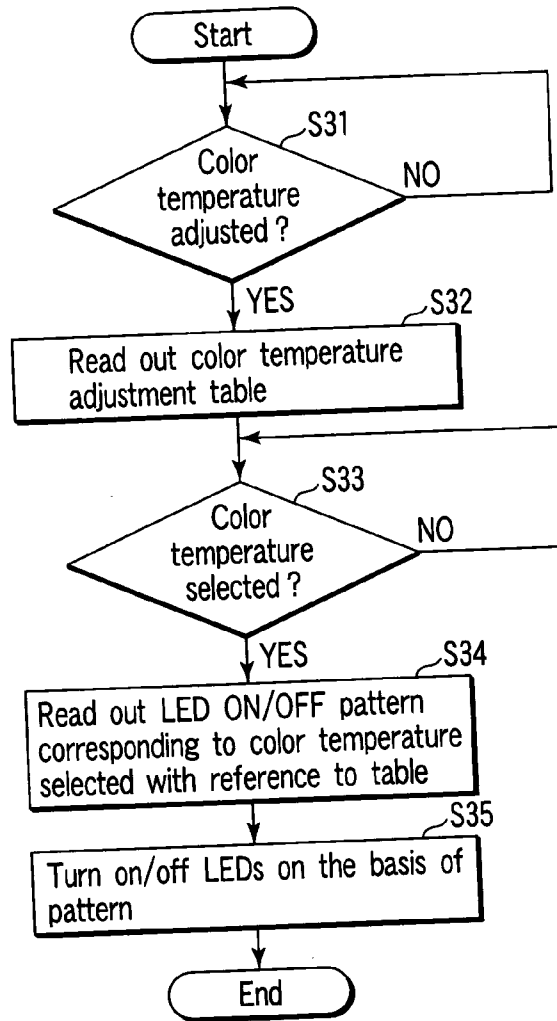 Start
S31
Color
temperature
adjusted ?
NO
YES
S32
Read out color temperature
adjustment table
S33
Color
temperature
selected ?
NO
YES
S34
Read out LED ON/OFF pattern
corresponding to color temperature
selected with reference to table
S35
Turn on/off LEDs on the basis of
pattern
End